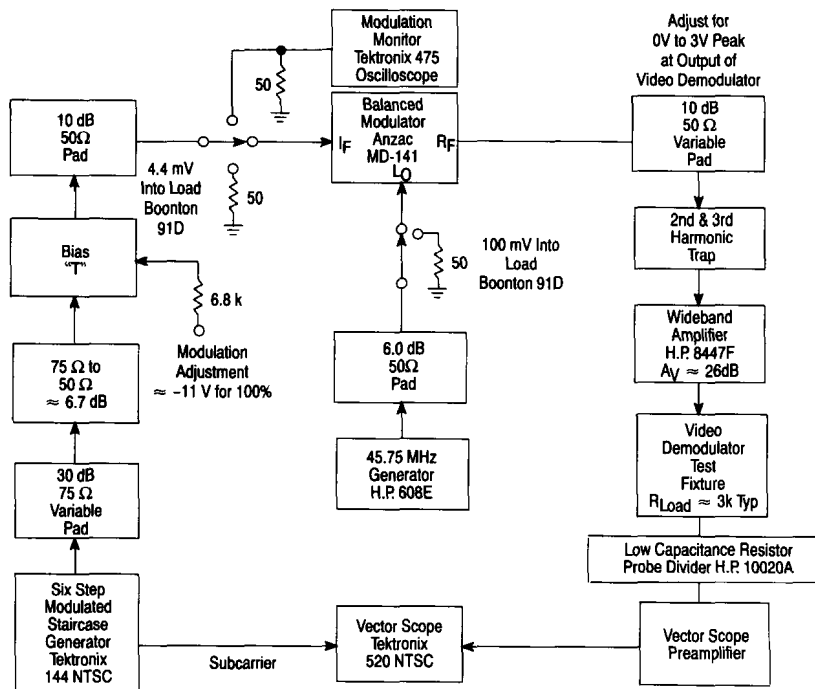 Modulation
Monitor
Tektronix 475
Oscilloscope
50
Adjust for
0V to 3V Peak
at Output of
Video Demodulator
10 dB
50Ω
Pad
4.4 mV
Into Load
Boonton
91D
50
Balanced
Modulator
Anzac
MD-141
IF
RF
LO
10 dB
50 Ω
Variable
Pad
Bias
"T"
6.8 k
Modulation
Adjustment
≈ –11 V for 100%
100 mV Into
Load
Boonton 91D
50
2nd & 3rd
Harmonic
Trap
75 Ω to
50 Ω
≈ 6.7 dB
6.0 dB
50Ω
Pad
Wideband
Amplifier
H.P. 8447F
AV ≈ 26dB
30 dB
75 Ω
Variable
Pad
45.75 MHz
Generator
H.P. 608E
Video
Demodulator
Test
Fixture
RLoad ≈ 3k Typ
Low Capacitance Resistor
Probe Divider H.P. 10020A
Six Step
Modulated
Staircase
Generator
Tektronix
144 NTSC
Subcarrier
Vector Scope
Tektronix
520 NTSC
Vector Scope
Preamplifier